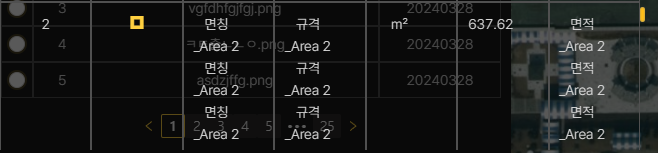 3 vgfdhfgjfgj.png 20240328
2 면칭 규격 m² 637.62 면적
_Area 2 _Area 2 _Area 2
4 20240328
면칭 규격 면적
_Area 2 _Area 2 _Area 2
5 asdziffg.png 20240328
면칭 규격 면적
< 1 2 3 4 5 ••• 25 >
_Area 2 _Area 2 _Area 2